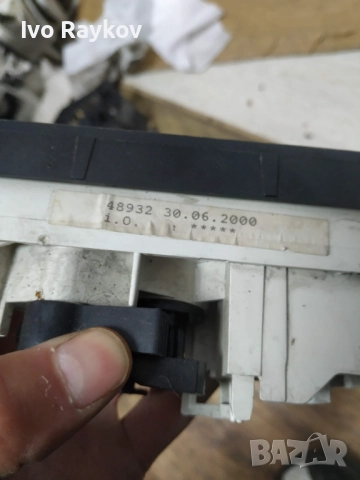 Ivo Raykov
48932 30.06.2000
i.O. : *****
BAZAR